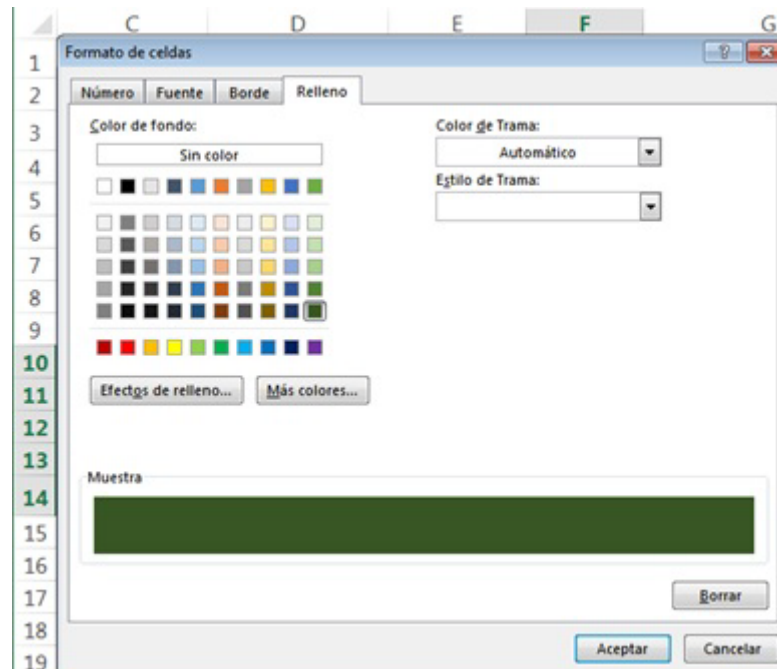 C D E F G
Formato de celdas
Número Fuente Borde Relleno
Color de fondo:
Sin color
Color de Trama:
Automático
Estilo de Trama:
Efectos de relleno... Más colores...
Muestra
Borrar
Aceptar Cancelar
1
2
3
4
5
6
7
8
9
10
11
12
13
14
15
16
17
18
19